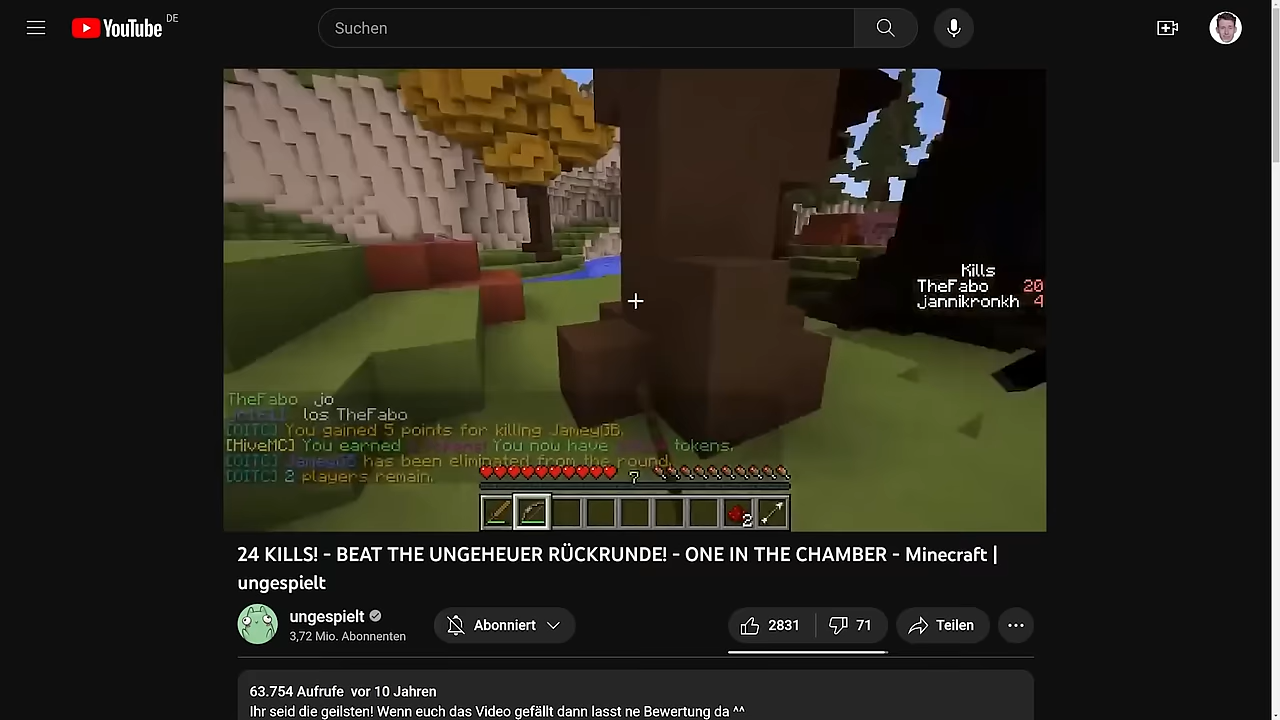 YouTube DE
Suchen
Kills
TheFabo 20
jannikronkh 4
TheFabo jo
los TheFabo
[OITC] You gained 5 points for killing JameyGB.
[HiveMC] You earned tokens! You now have tokens.
[OITC] JameyGB has been eliminated from the round.
[OITC] 2 players remain.
7
2
24 KILLS! - BEAT THE UNGEHEUER RÜCKRUNDE! - ONE IN THE CHAMBER - Minecraft |
ungespielt
ungespielt
3,72 Mio. Abonnenten
Abonniert
2831
71
Teilen
63.754 Aufrufe vor 10 Jahren
Ihr seid die geilsten! Wenn euch das Video gefällt dann lasst ne Bewertung da ^^